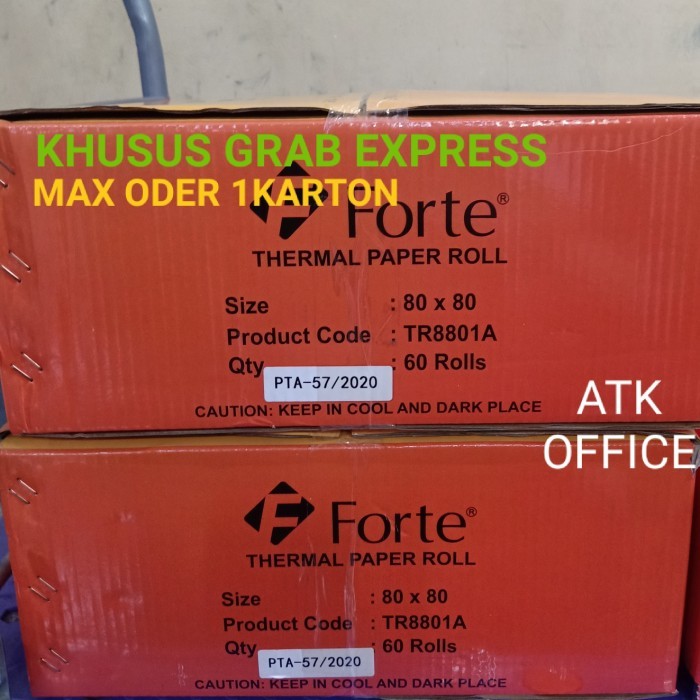 KHUSUS GRAB EXPRESS
MAX ODER 1KARTON
Forte®
THERMAL PAPER ROLL
Size : 80 x 80
Product Code : TR8801A
Qty : 60 Rolls
PTA-57/2020
CAUTION: KEEP IN COOL AND DARK PLACE
ATK
OFFICE
Forte®
THERMAL PAPER ROLL
Size : 80 x 80
Product Code : TR8801A
Qty : 60 Rolls
PTA-57/2020
CAUTION: KEEP IN COOL AND DARK PLACE